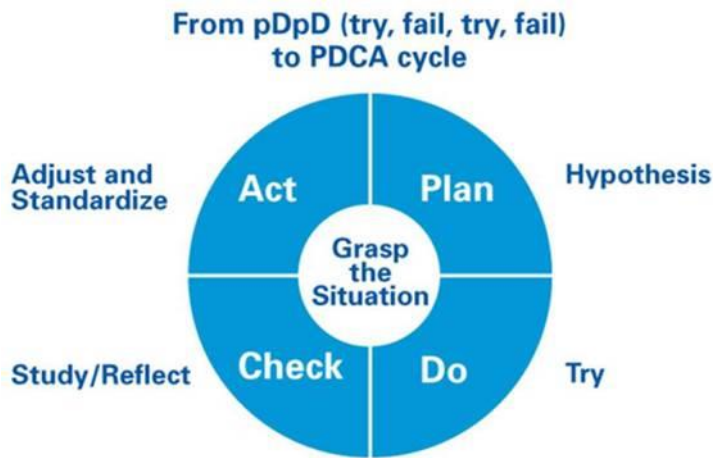 From pDpD (try, fail, try, fail)
to PDCA cycle
Adjust and
Standardize
Act
Plan
Hypothesis
Grasp
the
Situation
Study/Reflect
Check
Do
Try